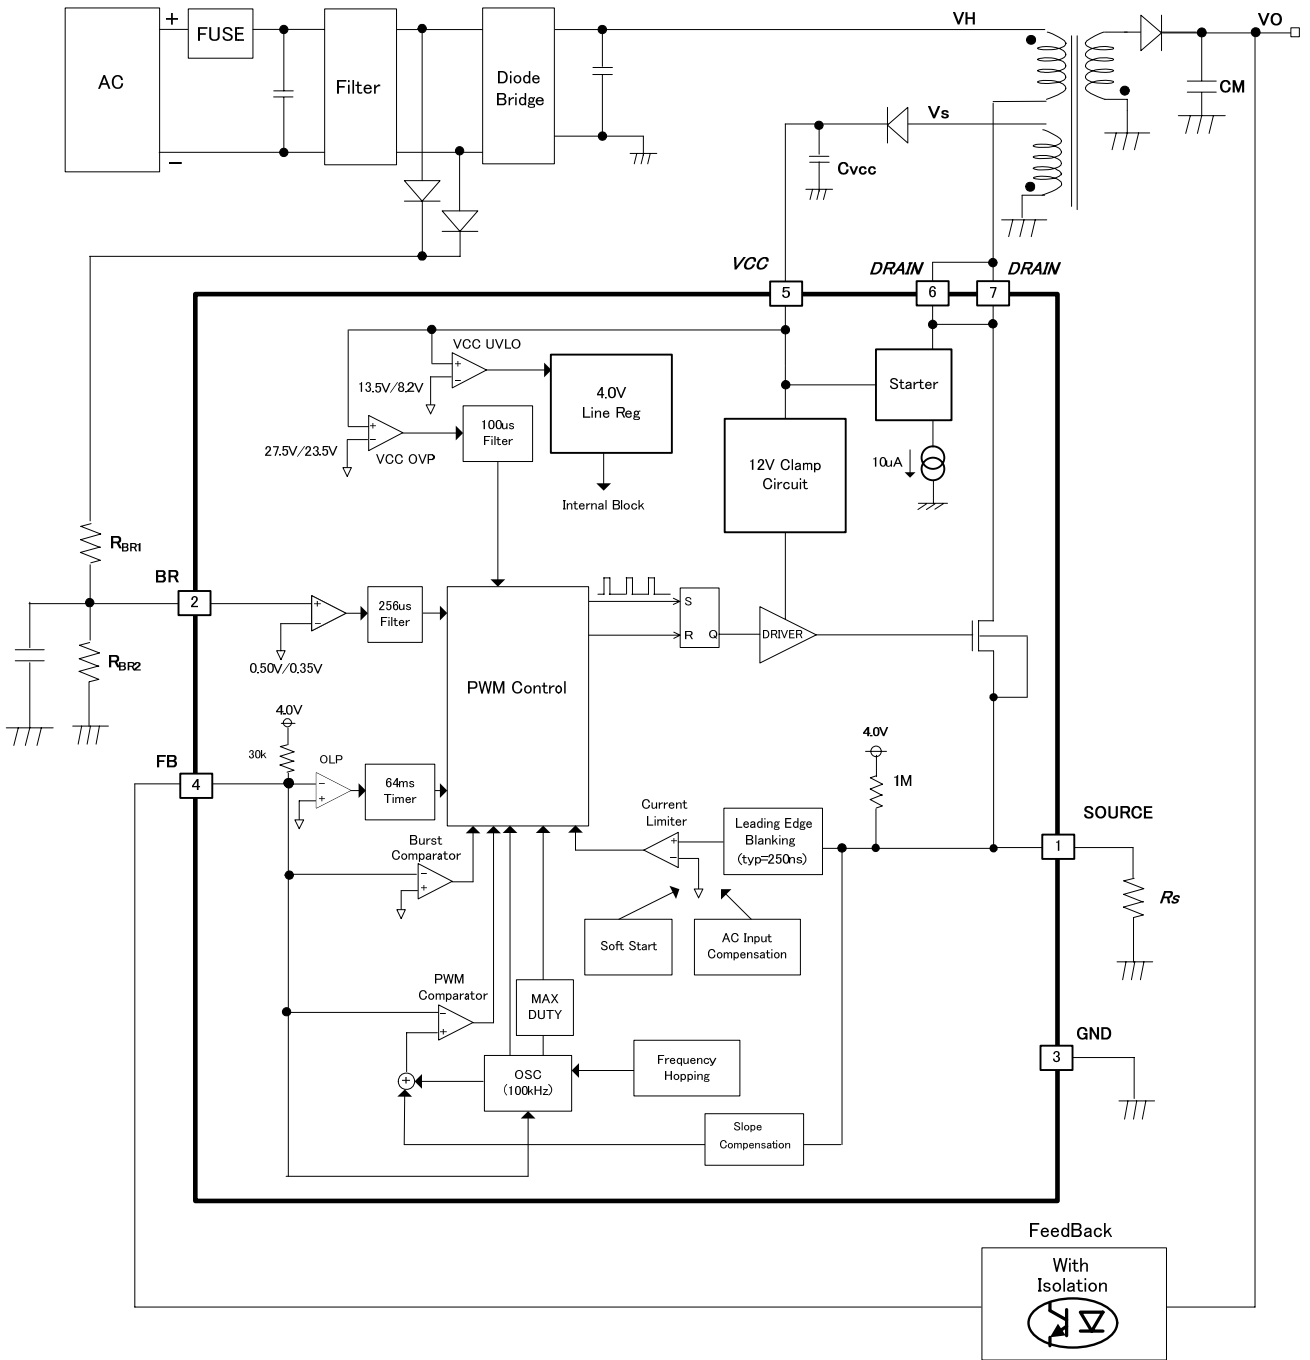 VH
VO
+
FUSE
AC
Filter
Diode
Bridge
CM
Vs
Cvcc
−
VCC
DRAIN
DRAIN
5
6
7
VCC UVLO
+
−
13.5V/8.2V
4.0V
Line Reg
Starter
100us
Filter
+
−
27.5V/23.5V
VCC OVP
12V Clamp
Circuit
10uA
Internal Block
RBR1
BR
2
+
−
256us
Filter
S
R
Q
DRIVER
0.50V/0.35V
RBR2
PWM Control
4.0V
30k
OLP
FB
4
−
+
64ms
Timer
4.0V
1M
Current
Limiter
Leading Edge
Blanking
(typ=250ns)
+
−
SOURCE
1
Burst
Comparator
−
+
Rs
Soft Start
AC Input
Compensation
PWM
Comparator
−
+
MAX
DUTY
GND
3
+
OSC
(100kHz)
Frequency
Hopping
Slope
Compensation
FeedBack
With
Isolation